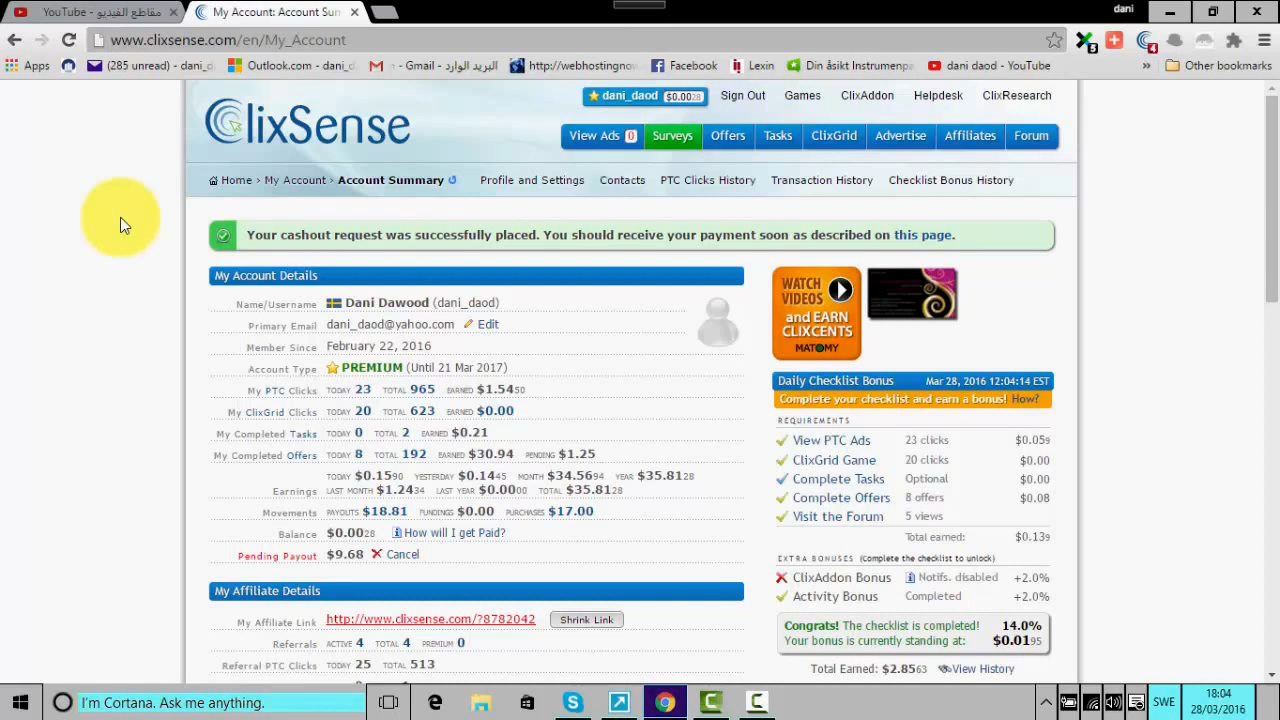 YouTube - مقاطع الفيديو
My Account: Account Sum
dani
www.clixsense.com/en/My_Account
Apps
(285 unread) - dani_d
Outlook.com - dani_d
البريد الوارد - Gmail -
http://webhostingnov
Facebook
Lexin
Din åsikt Instrumenpa
dani daod - YouTube
»
Other bookmarks
dani_daod $0.0028
Sign Out
Games
ClixAddon
Helpdesk
ClixResearch
ClixSense
View Ads 0
Surveys
Offers
Tasks
ClixGrid
Advertise
Affiliates
Forum
Home › My Account › Account Summary
Profile and Settings
Contacts
PTC Clicks History
Transaction History
Checklist Bonus History
Your cashout request was successfully placed. You should receive your payment soon as described on this page.
My Account Details
Name/Username Dani Dawood (dani_daod)
Primary Email dani_daod@yahoo.com Edit
Member Since February 22, 2016
Account Type PREMIUM (Until 21 Mar 2017)
My PTC Clicks TODAY 23 TOTAL 965 EARNED $1.5450
My ClixGrid Clicks TODAY 20 TOTAL 623 EARNED $0.00
My Completed Tasks TODAY 0 TOTAL 2 EARNED $0.21
My Completed Offers TODAY 8 TOTAL 192 EARNED $30.94 PENDING $1.25
TODAY $0.1590 YESTERDAY $0.1445 MONTH $34.5694 YEAR $35.8128
Earnings LAST MONTH $1.2434 LAST YEAR $0.0000 TOTAL $35.8128
Movements PAYOUTS $18.81 FUNDINGS $0.00 PURCHASES $17.00
Balance $0.0028 How will I get Paid?
Pending Payout $9.68 Cancel
My Affiliate Details
My Affiliate Link http://www.clixsense.com/?8782042 Shrink Link
Referrals ACTIVE 4 TOTAL 4 PREMIUM 0
Referral PTC Clicks TODAY 25 TOTAL 513
WATCH
VIDEOS
and EARN
CLIXCENTS
MATOMY
Daily Checklist Bonus Mar 28, 2016 12:04:14 EST
Complete your checklist and earn a bonus! How?
REQUIREMENTS
View PTC Ads 23 clicks $0.059
ClixGrid Game 20 clicks $0.00
Complete Tasks Optional $0.00
Complete Offers 8 offers $0.08
Visit the Forum 5 views
Total earned: $0.139
EXTRA BONUSES (Complete the checklist to unlock)
ClixAddon Bonus Notifs. disabled +2.0%
Activity Bonus Completed +2.0%
Congrats! The checklist is completed! 14.0%
Your bonus is currently standing at: $0.0195
Total Earned: $2.8563 View History
I'm Cortana. Ask me anything.
SWE
18:04
28/03/2016